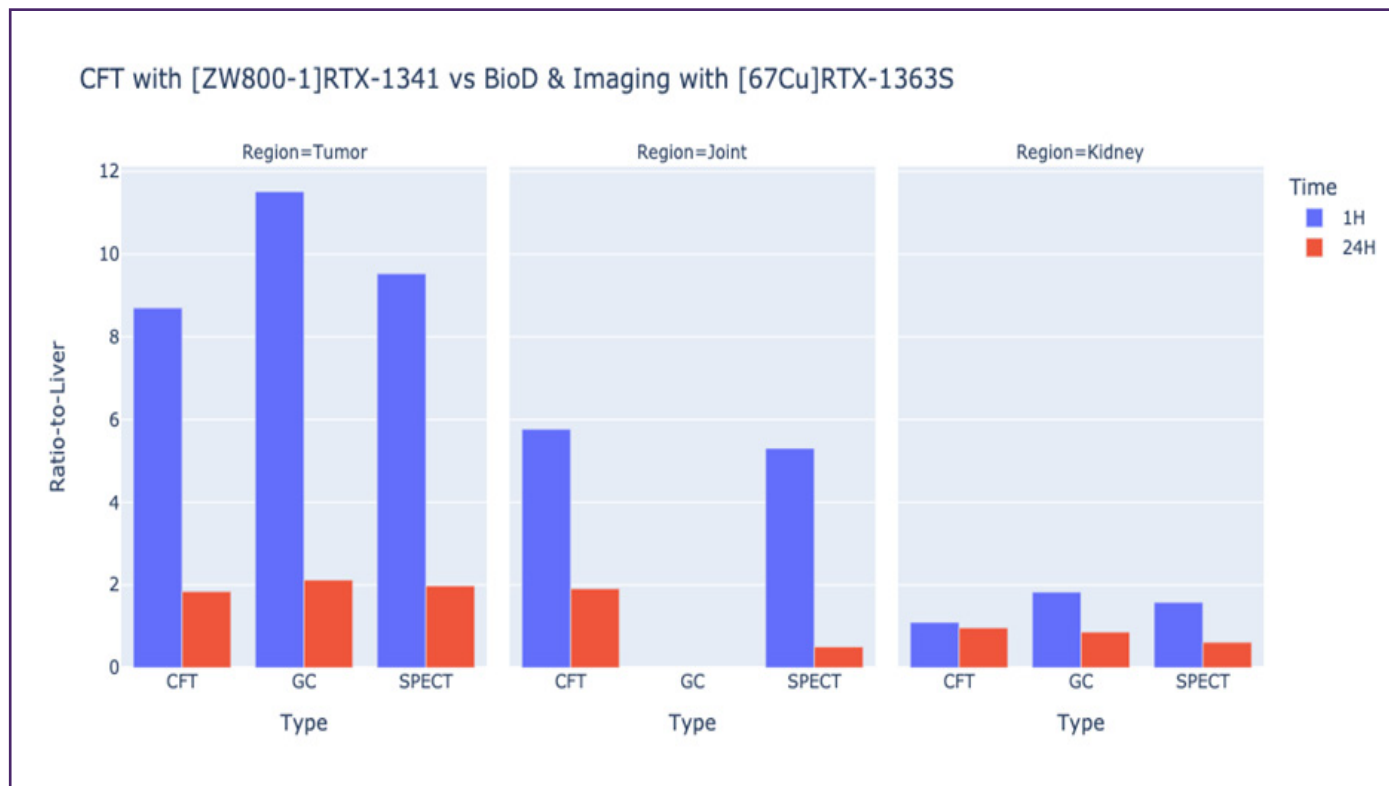 CFT with [ZW800-1]RTX-1341 vs BioD & Imaging with [67Cu]RTX-1363S
Region=Tumor
Region=Joint
Region=Kidney
Time
1H
24H
Ratio-to-Liver
12
10
8
6
4
2
0
CFT GC SPECT
CFT GC SPECT
CFT GC SPECT
Type
Type
Type